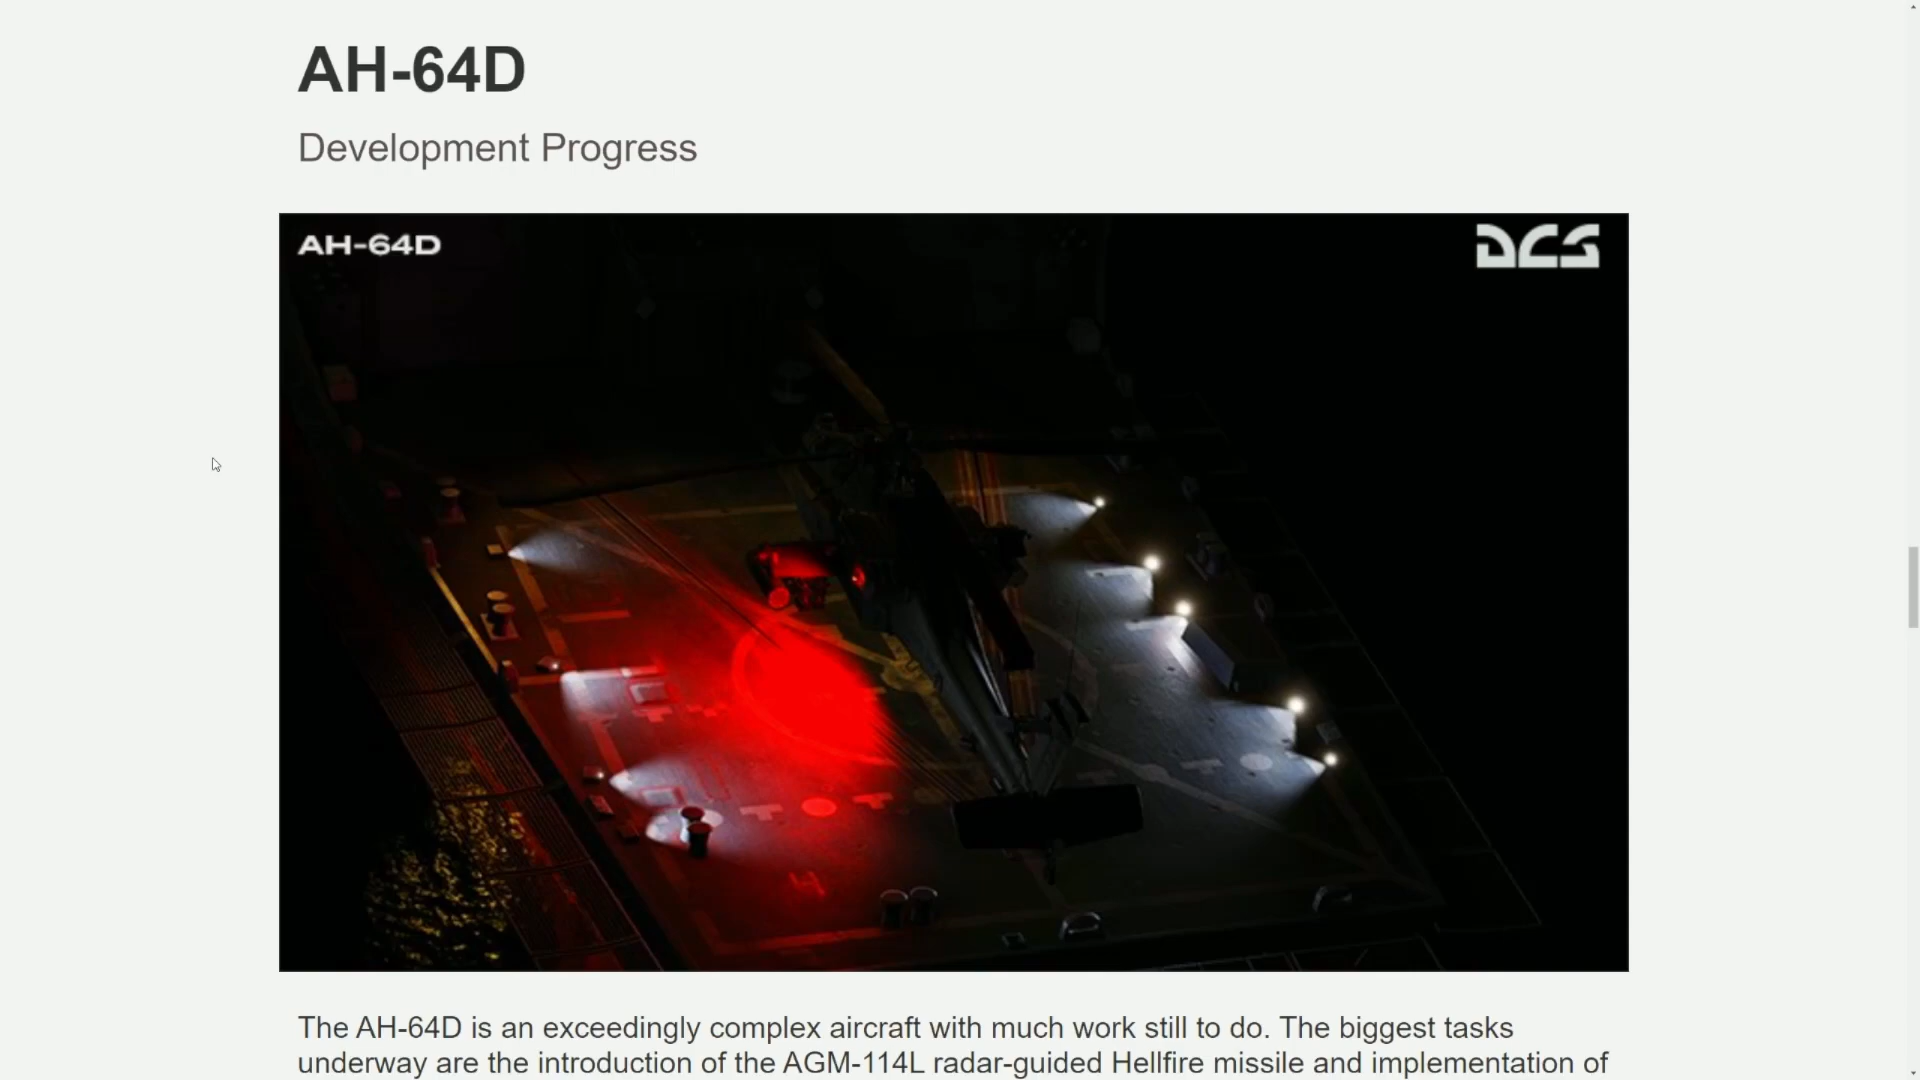 AH-64D
Development Progress
AH-64D
DCS
The AH-64D is an exceedingly complex aircraft with much work still to do. The biggest tasks
underway are the introduction of the AGM-114L radar-guided Hellfire missile and implementation of